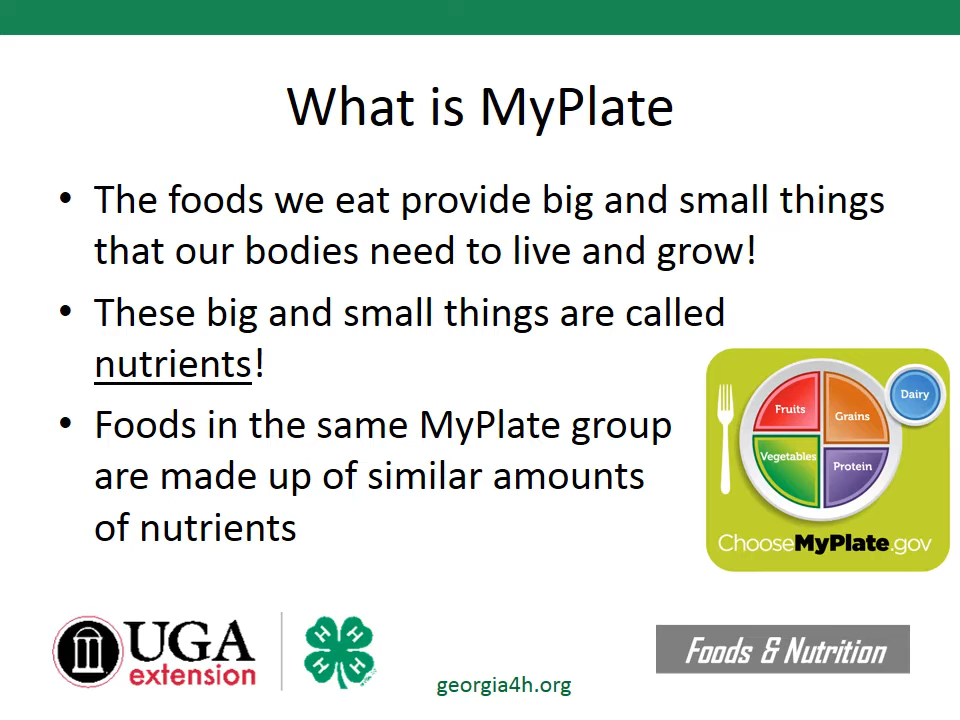 What is MyPlate
• The foods we eat provide big and small things
that our bodies need to live and grow!
• These big and small things are called
nutrients!
• Foods in the same MyPlate group
are made up of similar amounts
of nutrients
Dairy
Fruits
Grains
Vegetables
Protein
ChooseMyPlate.gov
UGA
extension
H H
H H
georgia4h.org
Foods & Nutrition